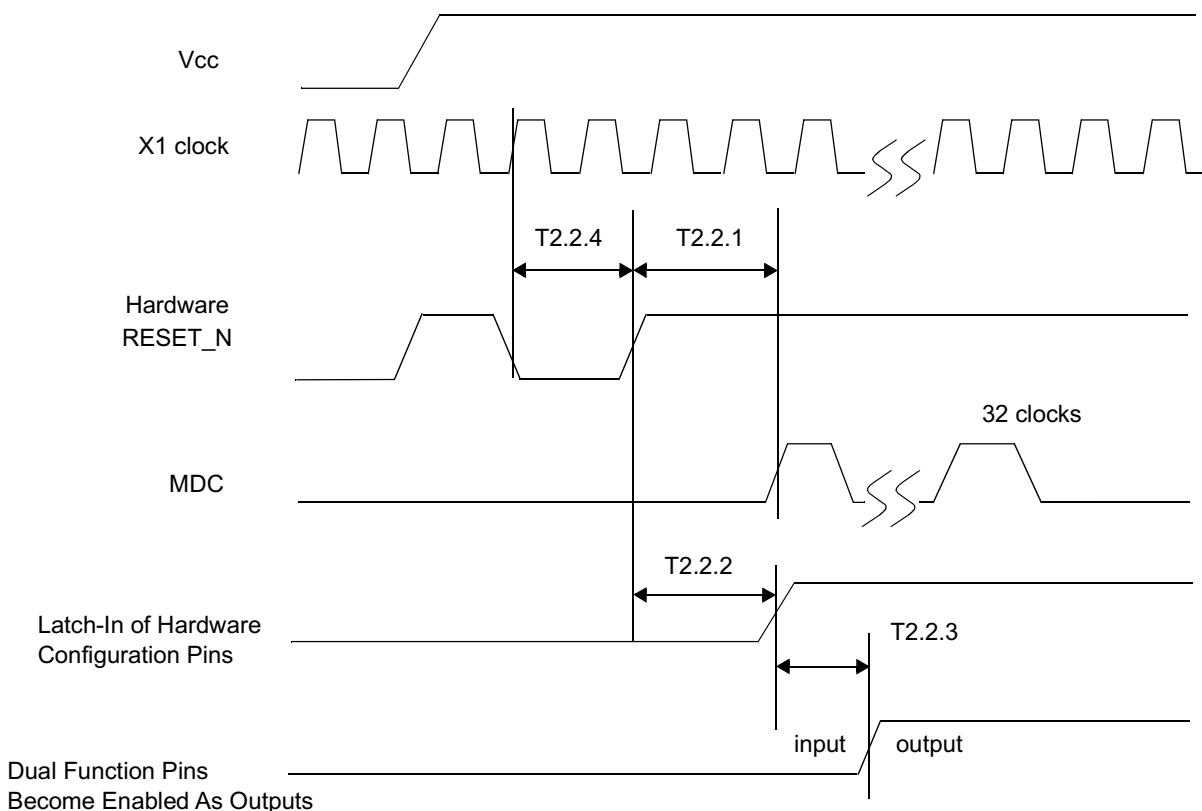 Vcc
X1 clock
T2.2.4
T2.2.1
Hardware
RESET_N
32 clocks
MDC
T2.2.2
Latch-In of Hardware
Configuration Pins
T2.2.3
input
output
Dual Function Pins
Become Enabled As Outputs